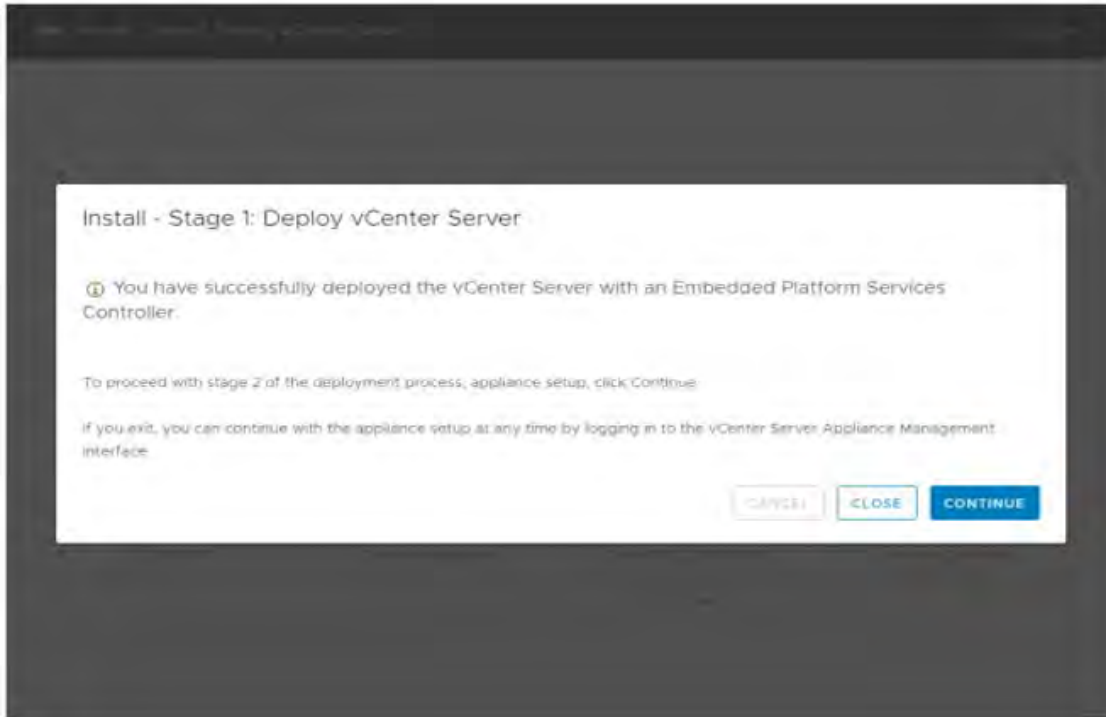 Install - Stage 1: Deploy vCenter Server
You have successfully deployed the vCenter Server with an Embedded Platform Services
Controller.
To proceed with stage 2 of the deployment process, appliance setup, click Continue.
If you exit, you can continue with the appliance setup at any time by logging in to the vCenter Server Appliance Management
Interface.
CANCEL CLOSE CONTINUE